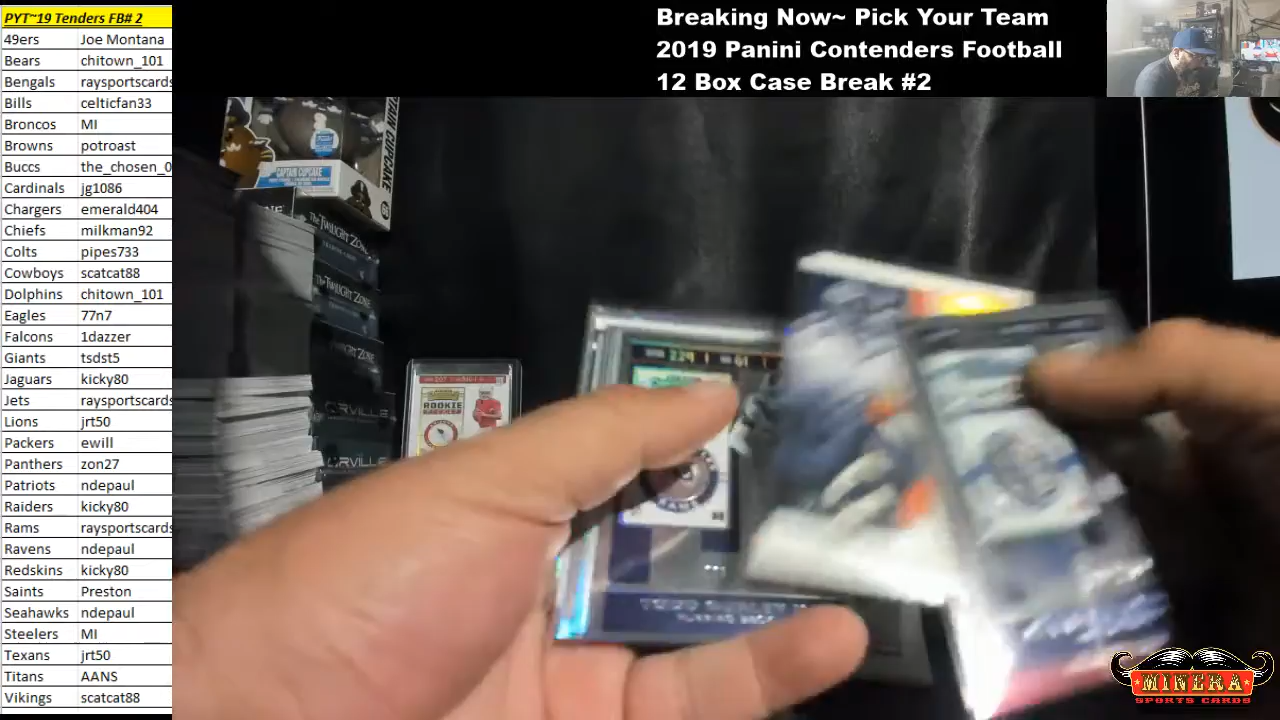 PYT~19 Tenders FB# 2
49ers Joe Montana
Bears chitown_101
Bengals raysportscards
Bills celticfan33
Broncos MI
Browns potroast
Buccs the_chosen_0
Cardinals jg1086
Chargers emerald404
Chiefs milkman92
Colts pipes733
Cowboys scatcat88
Dolphins chitown_101
Eagles 77n7
Falcons 1dazzer
Giants tsdst5
Jaguars kicky80
Jets raysportscards
Lions jrt50
Packers ewill
Panthers zon27
Patriots ndepaul
Raiders kicky80
Rams raysportscards
Ravens ndepaul
Redskins kicky80
Saints Preston
Seahawks ndepaul
Steelers MI
Texans jrt50
Titans AANS
Vikings scatcat88
Breaking Now~ Pick Your Team
2019 Panini Contenders Football
12 Box Case Break #2
CAPTAIN CUPCAKE
The TWILIGHT ZONE
The TWILIGHT ZONE
ZONE
ORVILLE
ORVILLE
ROOKIE
MINERA
SPORTS CARDS